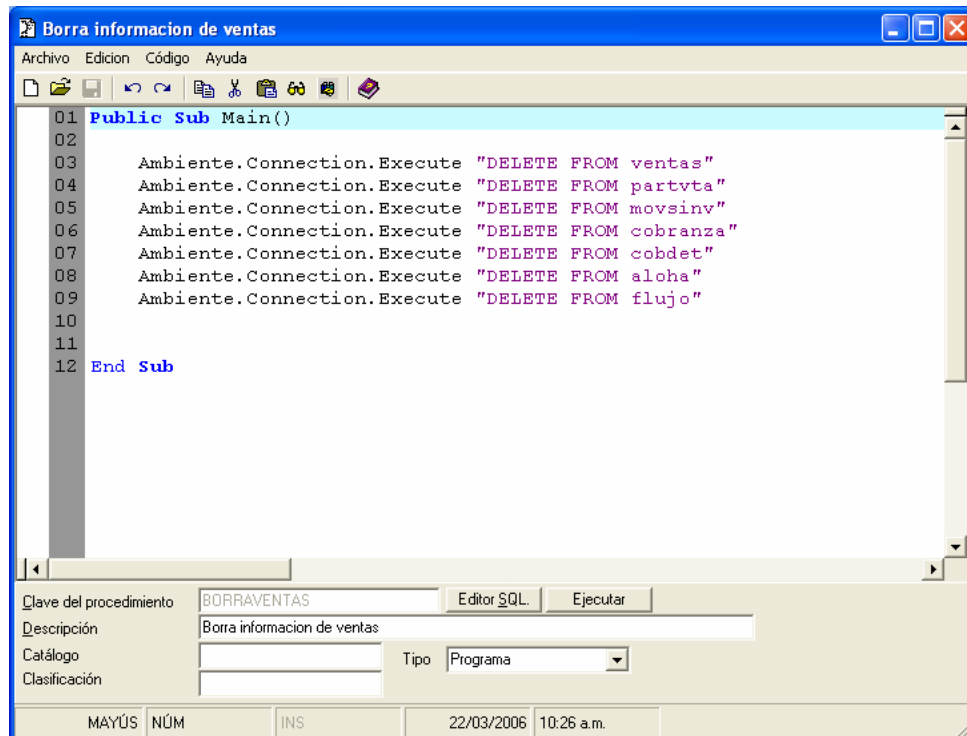 Borra informacion de ventas
Archivo Edicion Código Ayuda
01 Public Sub Main()
02
03 Ambiente.Connection.Execute "DELETE FROM ventas"
04 Ambiente.Connection.Execute "DELETE FROM partvta"
05 Ambiente.Connection.Execute "DELETE FROM movsinv"
06 Ambiente.Connection.Execute "DELETE FROM cobranza"
07 Ambiente.Connection.Execute "DELETE FROM cobdet"
08 Ambiente.Connection.Execute "DELETE FROM aloha"
09 Ambiente.Connection.Execute "DELETE FROM flujo"
10
11
12 End Sub
Clave del procedimiento BORRAVENTAS Editor SQL. Ejecutar
Descripción Borra informacion de ventas
Catálogo Tipo Programa
Clasificación
MAYÚS NÚM INS 22/03/2006 10:26 a.m.